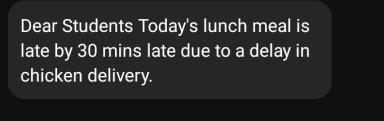 Dear Students Today's lunch meal is
late by 30 mins late due to a delay in
chicken delivery.